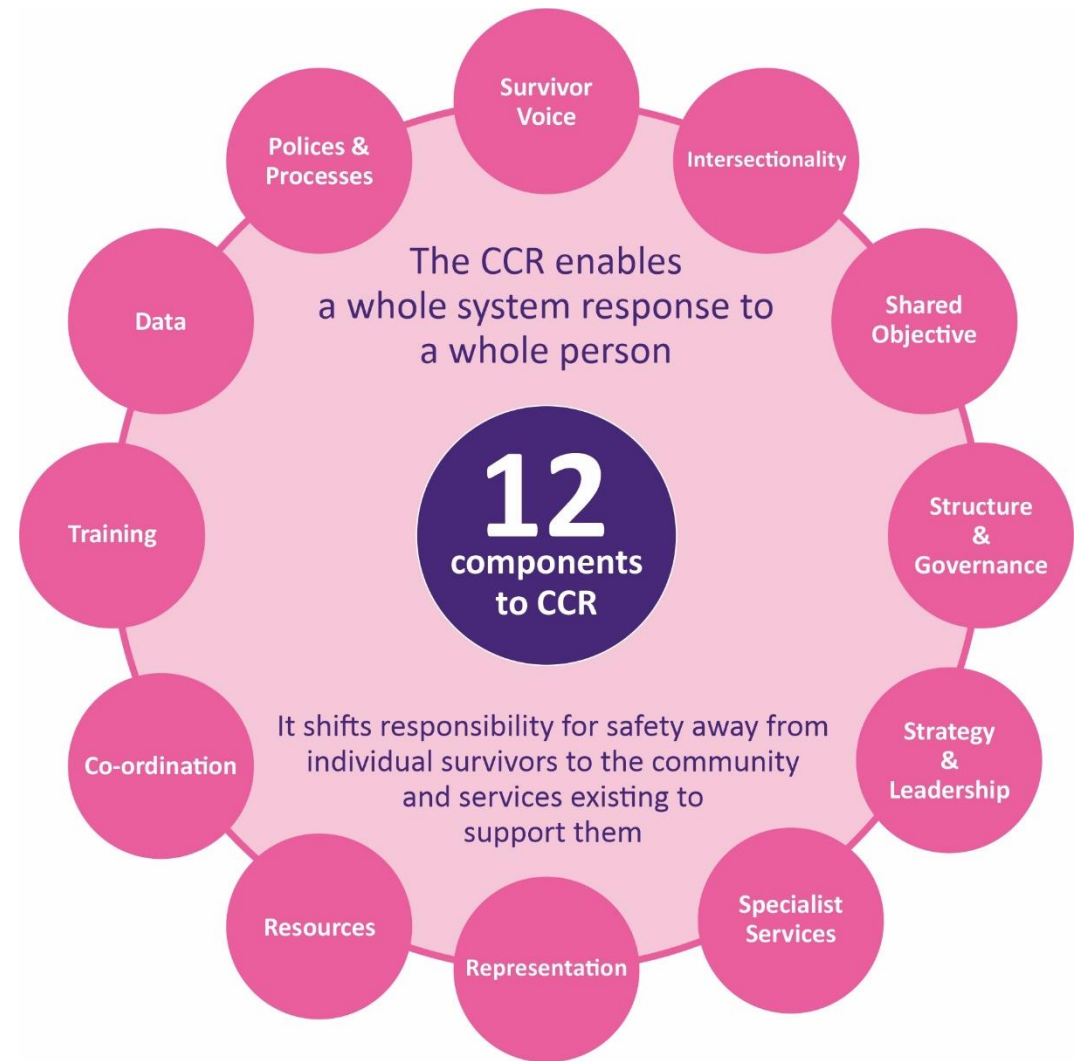 Survivor
Voice
Intersectionality
Shared
Objective
Structure
&
Governance
Strategy
&
Leadership
Specialist
Services
Representation
Resources
Co-ordination
Training
Data
Polices &
Processes
The CCR enables
a whole system response to
a whole person
12
components
to CCR
It shifts responsibility for safety away from
individual survivors to the community
and services existing to
support them